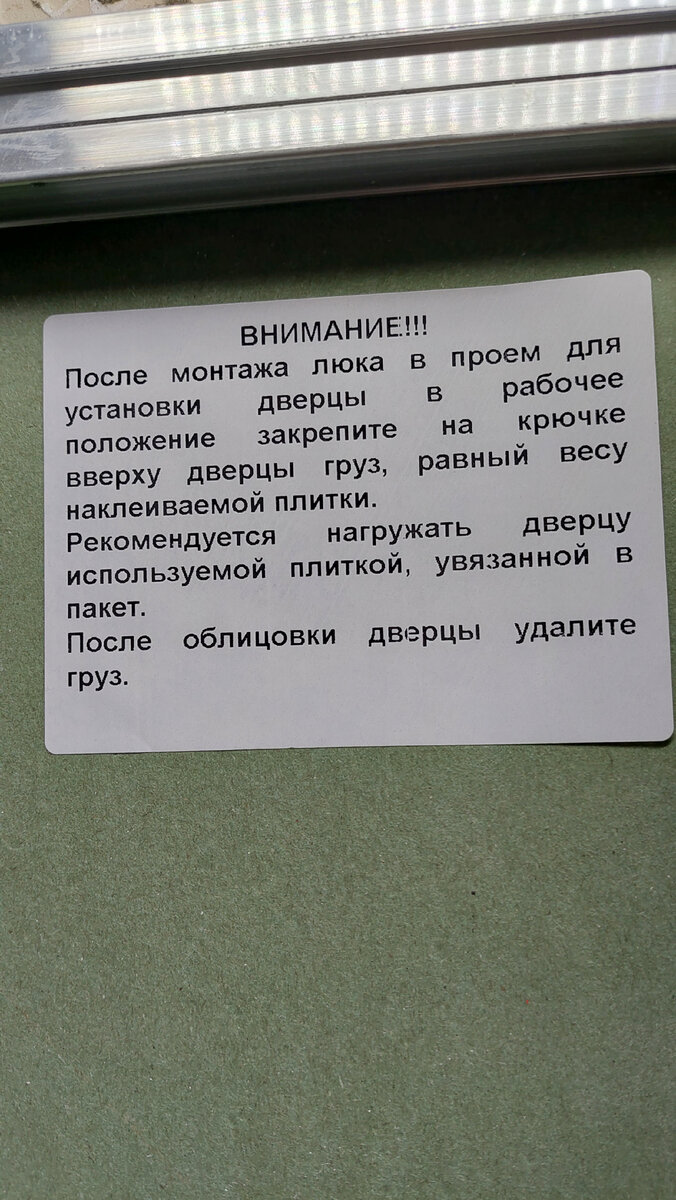 ВНИМАНИЕ!!!
После монтажа люка в проем для
установки дверцы в рабочее
положение закрепите на крючке
вверху дверцы груз, равный весу
наклеиваемой плитки.
Рекомендуется нагружать дверцу
используемой плиткой, увязанной в
пакет.
После облицовки дверцы удалите
груз.